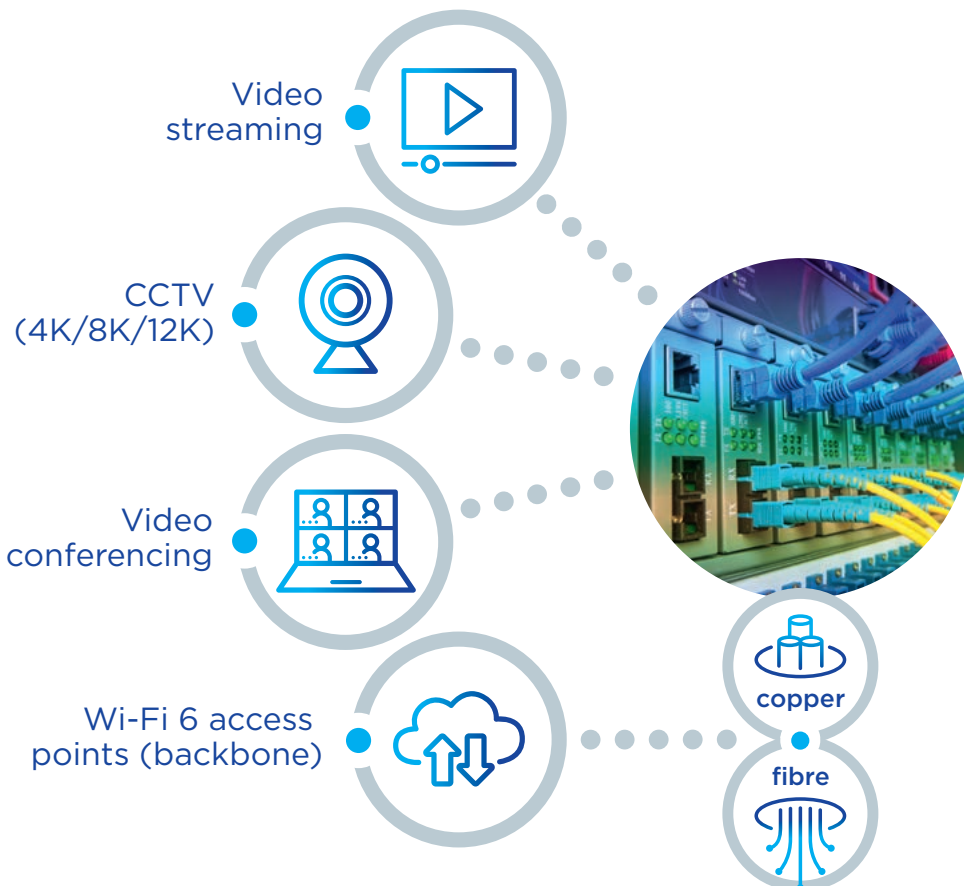 Video
streaming
CCTV
(4K/8K/12K)
Video
conferencing
Wi-Fi 6 access
points (backbone)
copper
fibre